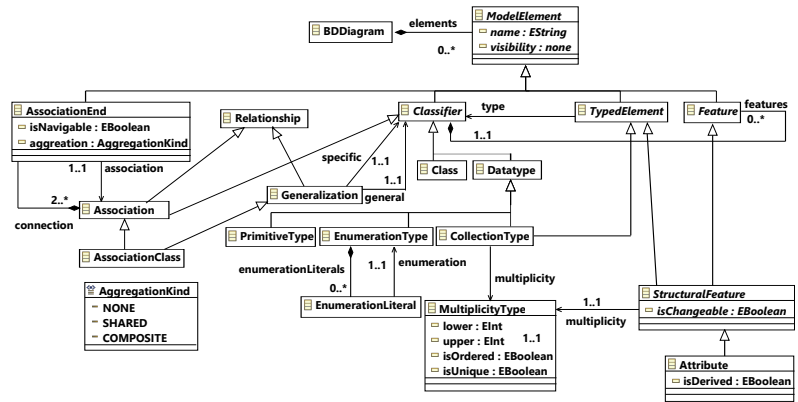 ModelElement
name : EString
visibility : none
BDDiagram
elements
0..*
AssociationEnd
isNavigable : EBoolean
aggreation : AggregationKind
Relationship
Classifier
type
TypedElement
Feature
features
0..*
1..1
1..1
association
specific
1..1
Class
Datatype
2..*
Association
connection
Generalization
1..1
general
AssociationClass
PrimitiveType
EnumerationType
CollectionType
enumerationLiterals
1..1
enumeration
0..*
EnumerationLiteral
multiplicity
AggregationKind
NONE
SHARED
COMPOSITE
MultiplicityType
lower : EInt
upper : EInt
1..1
isOrdered : EBoolean
isUnique : EBoolean
1..1
multiplicity
StructuralFeature
isChangeable : EBoolean
Attribute
isDerived : EBoolean